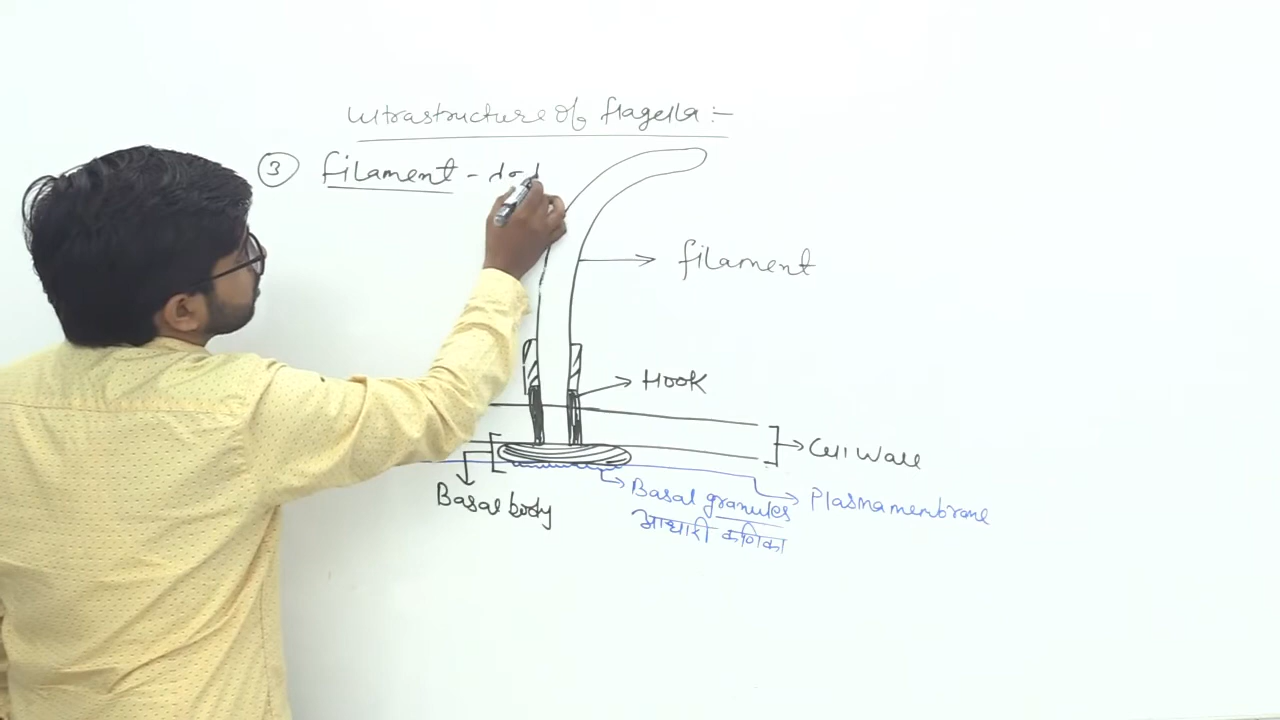 Ultrastructure of flagella :-
③ filament -
filament
Hook
Cell Wall
Basal body
Basal granules
आधारी कणिका
Plasmamembrane